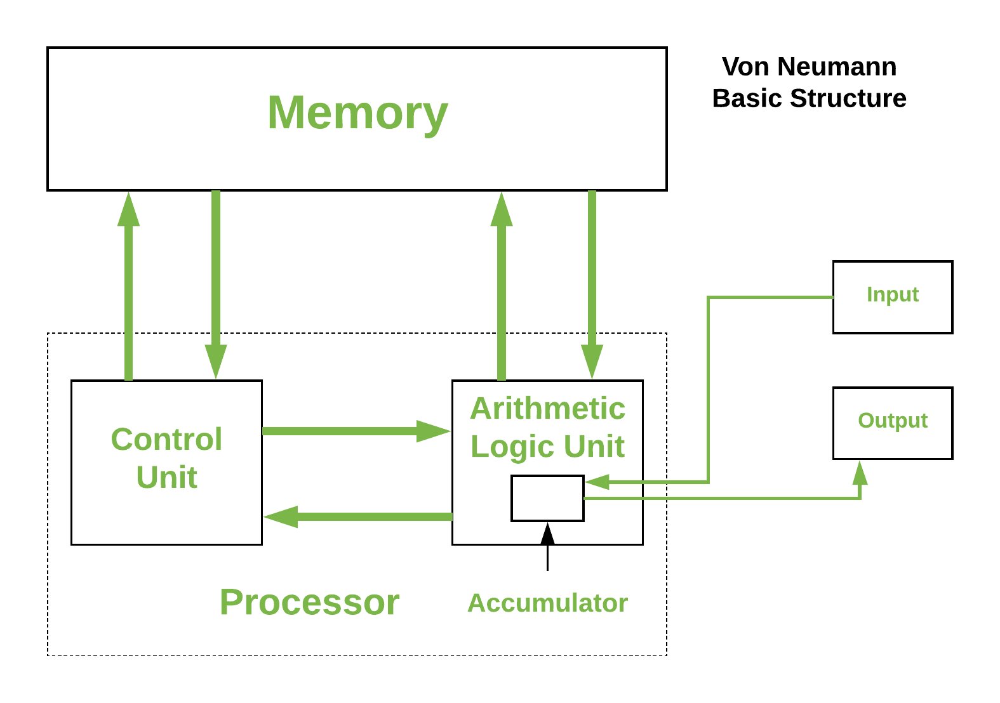 Memory
Von Neumann
Basic Structure
Input
Output
Control
Unit
Arithmetic
Logic Unit
Processor
Accumulator